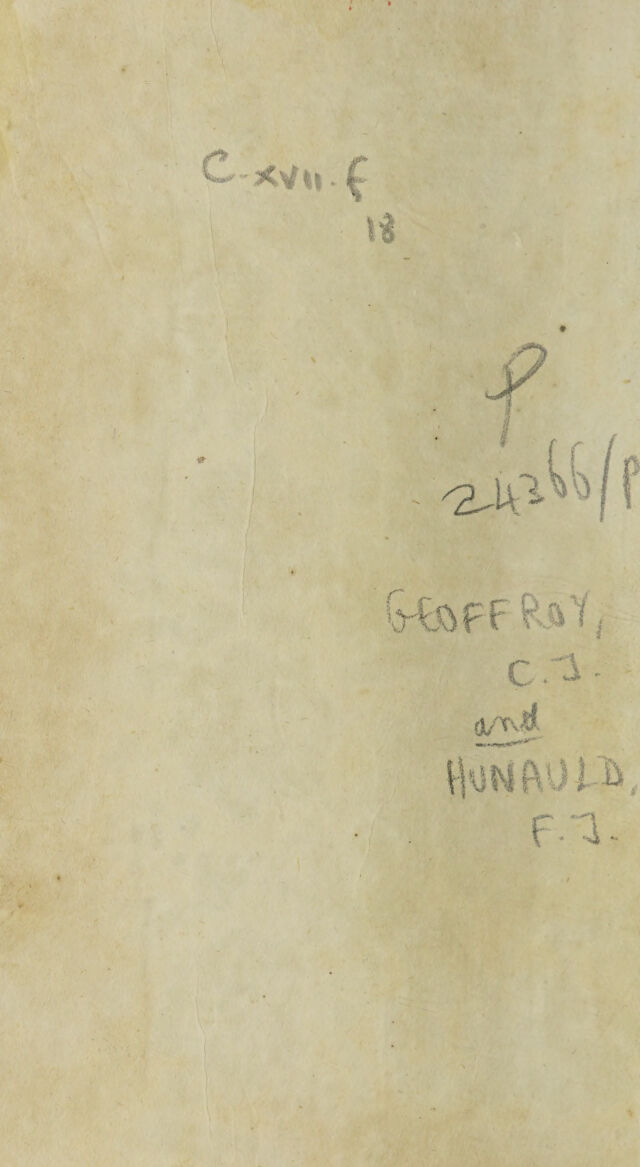 C-xvii.f
18
P
24366/P
GEOFFROY,
C.J.
and
HUNAULD,
F.J.